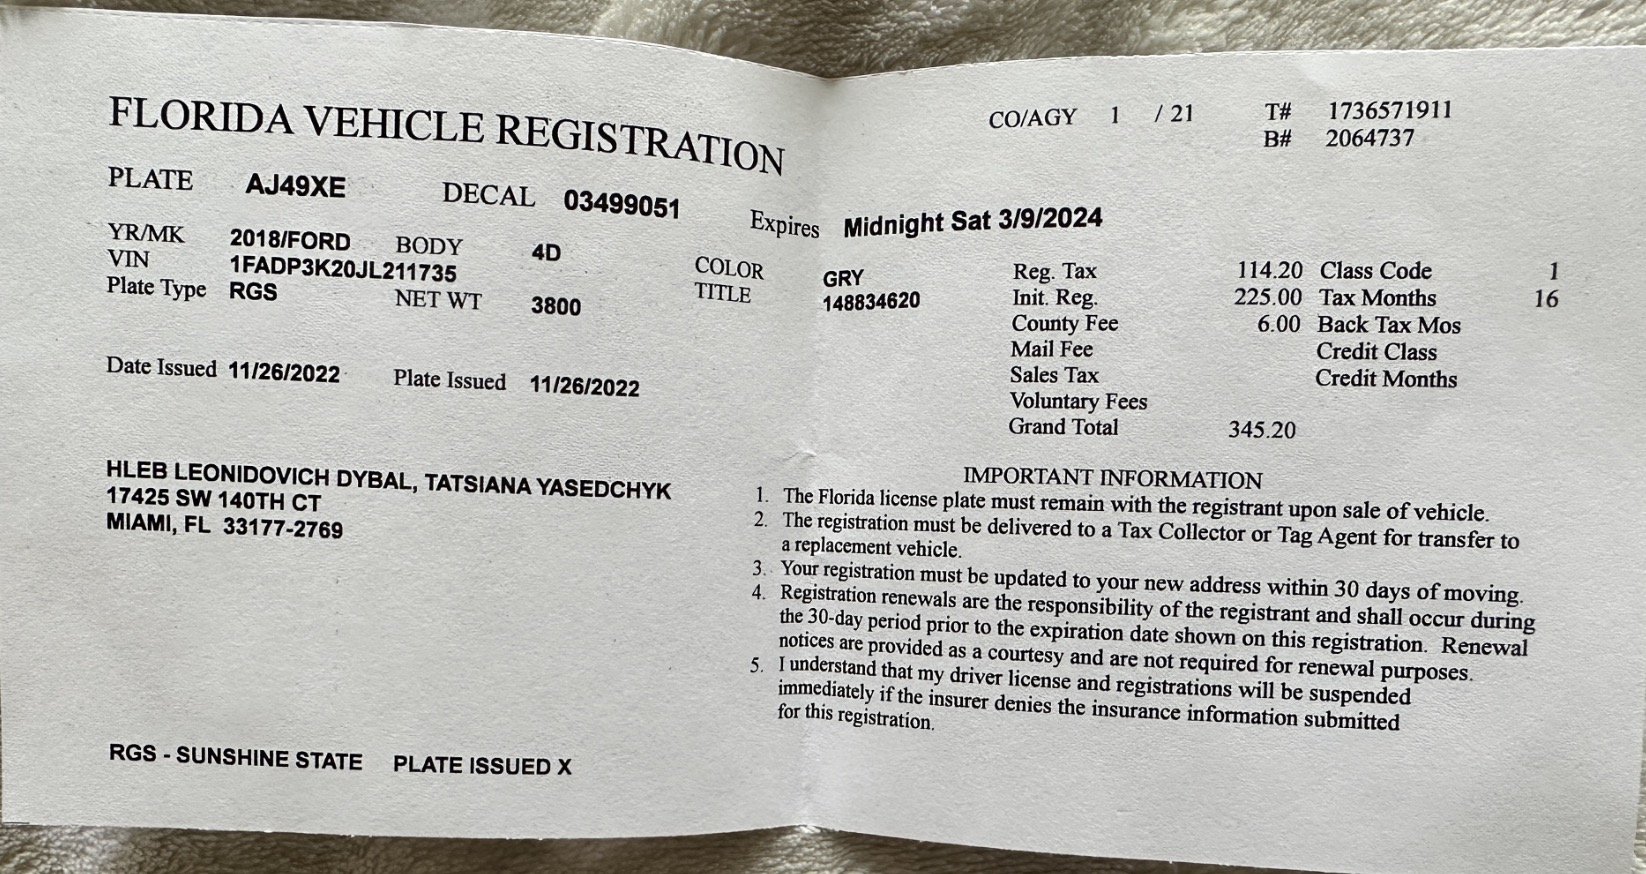 FLORIDA VEHICLE REGISTRATION
CO/AGY 1 / 21 T# 1736571911
B# 2064737
PLATE AJ49XE DECAL 03499051 Expires Midnight Sat 3/9/2024
YR/MK 2018/FORD BODY 4D COLOR GRY
VIN 1FADP3K20JL211735 TITLE 148834620
Plate Type RGS NET WT 3800
Reg. Tax 114.20 Class Code 1
Init. Reg. 225.00 Tax Months 16
County Fee 6.00 Back Tax Mos
Mail Fee Credit Class
Sales Tax Credit Months
Voluntary Fees
Grand Total 345.20
Date Issued 11/26/2022 Plate Issued 11/26/2022
HLEB LEONIDOVICH DYBAL, TATSIANA YASEDCHYK
17425 SW 140TH CT
MIAMI, FL 33177-2769
IMPORTANT INFORMATION
1. The Florida license plate must remain with the registrant upon sale of vehicle.
2. The registration must be delivered to a Tax Collector or Tag Agent for transfer to
a replacement vehicle.
3. Your registration must be updated to your new address within 30 days of moving.
4. Registration renewals are the responsibility of the registrant and shall occur during
the 30-day period prior to the expiration date shown on this registration. Renewal
notices are provided as a courtesy and are not required for renewal purposes.
5. I understand that my driver license and registrations will be suspended
immediately if the insurer denies the insurance information submitted
for this registration.
RGS - SUNSHINE STATE PLATE ISSUED X